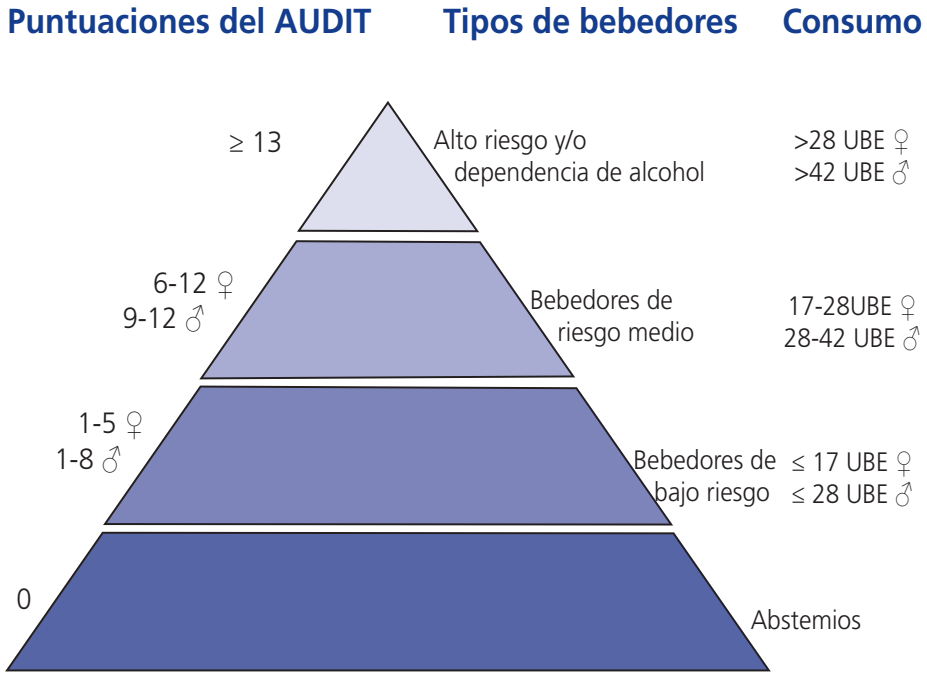 Puntuaciones del AUDIT Tipos de bebedores Consumo
≥ 13
Alto riesgo y/o
dependencia de alcohol
>28 UBE ♀
>42 UBE ♂
6-12 ♀
9-12 ♂
Bebedores de
riesgo medio
17-28UBE ♀
28-42 UBE ♂
1-5 ♀
1-8 ♂
Bebedores de
bajo riesgo
≤ 17 UBE ♀
≤ 28 UBE ♂
0
Abstemios